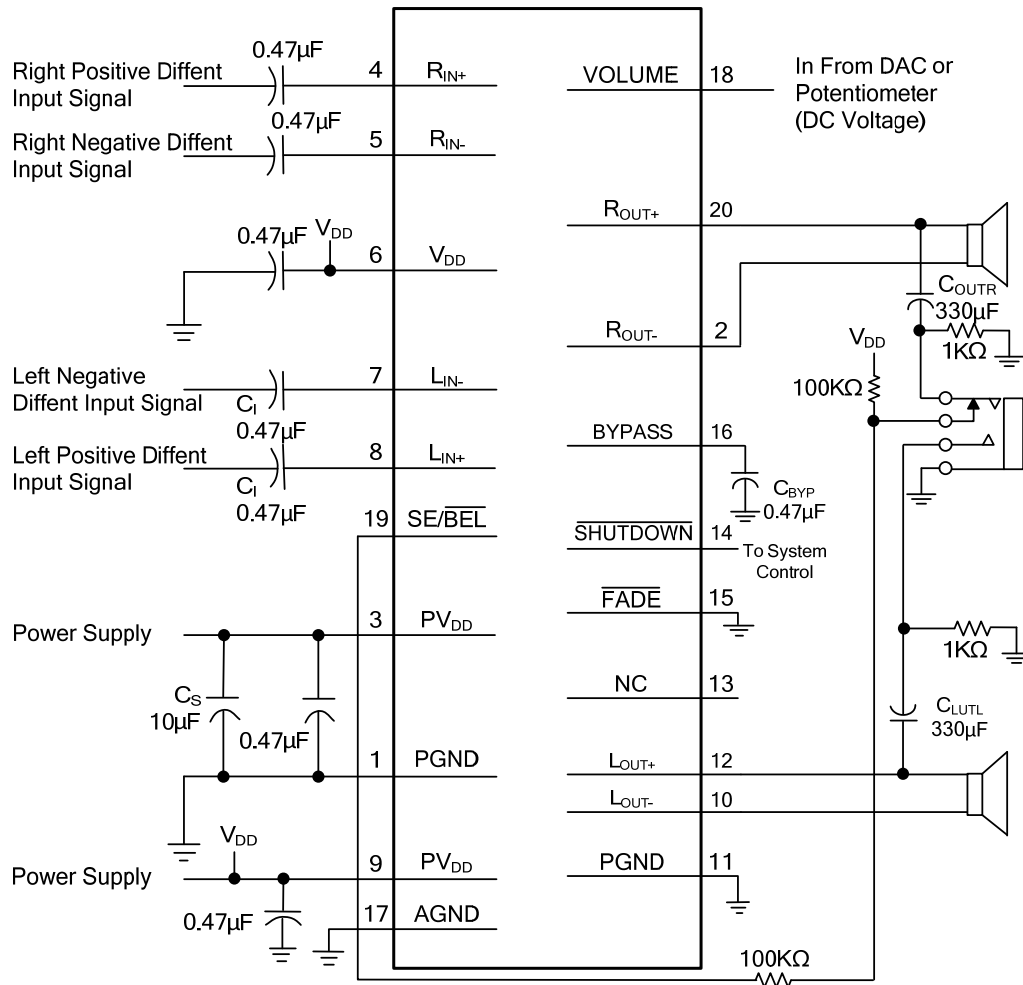 0.47µF
Right Positive Diffent
Input Signal
4
RIN+
VOLUME
18
In From DAC or
Potentiometer
(DC Voltage)
0.47µF
Right Negative Diffent
Input Signal
5
RIN-
ROUT+
20
0.47µF
VDD
6
VDD
COUTR
330µF
1KΩ
ROUT-
2
VDD
100KΩ
Left Negative
Diffent Input Signal
CI
0.47µF
7
LIN-
Left Positive Diffent
Input Signal
CI
0.47µF
8
LIN+
BYPASS
16
CBYP
0.47µF
19
SE/BEL
SHUTDOWN
14
To System
Control
FADE
15
Power Supply
3
PVDD
1KΩ
CS
10µF
0.47µF
NC
13
CLUTL
330µF
1
PGND
LOUT+
12
LOUT-
10
VDD
Power Supply
9
PVDD
PGND
11
0.47µF
17
AGND
100KΩ